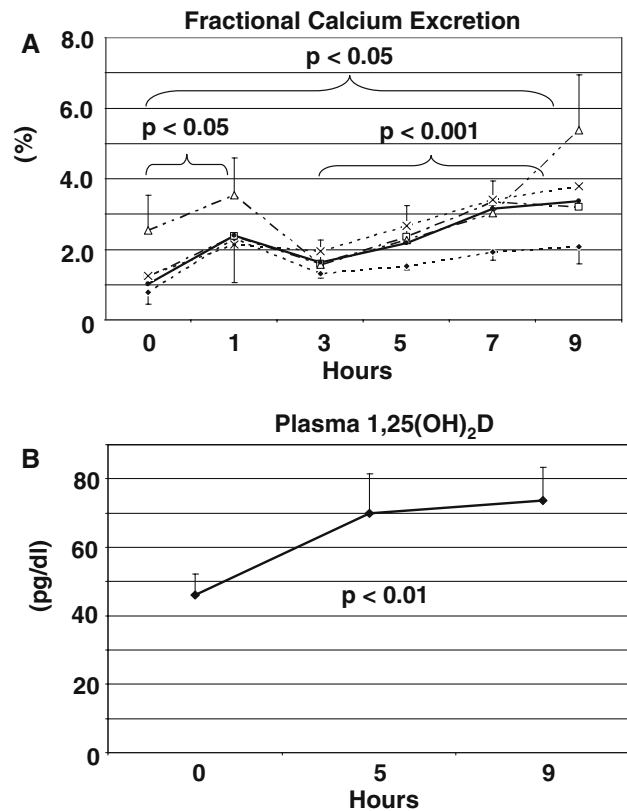 A
Fractional Calcium Excretion
8.0
6.0
4.0
2.0
0
(%)
p < 0.05
p < 0.05
p < 0.001
0 1 3 5 7 9
Hours
B
Plasma 1,25(OH)₂D
80
60
40
20
0
(pg/dl)
p < 0.01
0 5 9
Hours